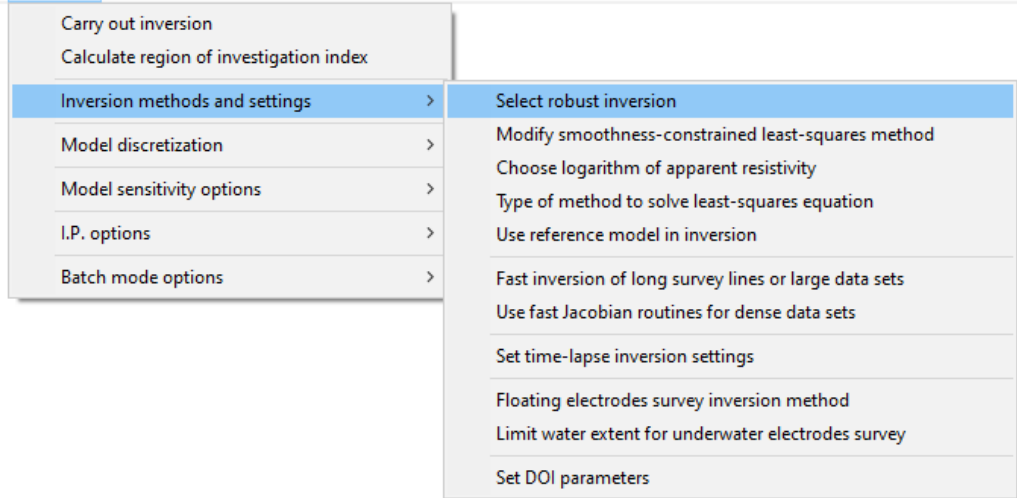 Carry out inversion
Calculate region of investigation index
Inversion methods and settings
Model discretization
Model sensitivity options
I.P. options
Batch mode options
Select robust inversion
Modify smoothness-constrained least-squares method
Choose logarithm of apparent resistivity
Type of method to solve least-squares equation
Use reference model in inversion
Fast inversion of long survey lines or large data sets
Use fast Jacobian routines for dense data sets
Set time-lapse inversion settings
Floating electrodes survey inversion method
Limit water extent for underwater electrodes survey
Set DOI parameters